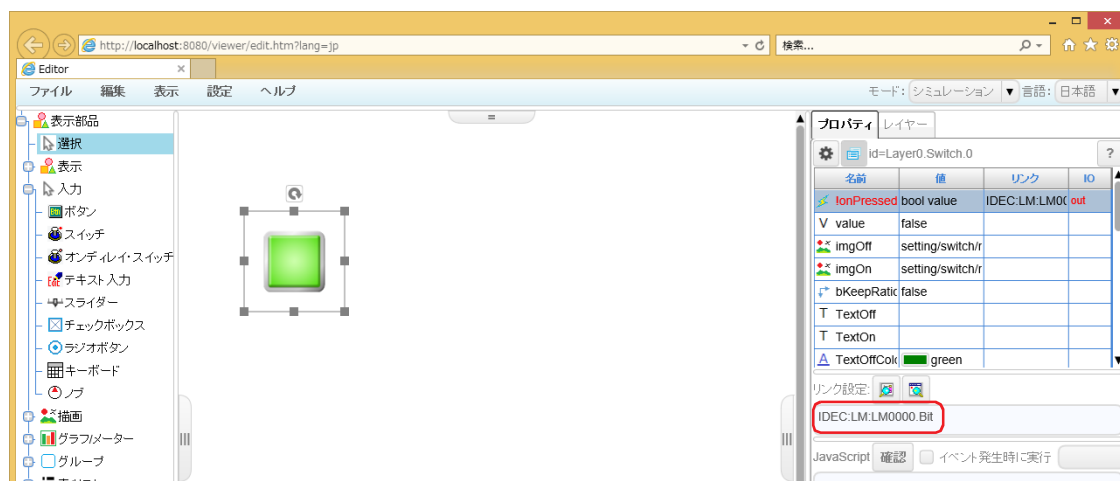 http://localhost:8080/viewer/edit.htm?lang=jp
検索...
Editor
ファイル 編集 表示 設定 ヘルプ
モード: シミュレーション 言語: 日本語
表示部品
選択
表示
入力
ボタン
スイッチ
オンディレイ・スイッチ
テキスト入力
スライダー
チェックボックス
ラジオボタン
キーボード
ノブ
描画
グラフ/メーター
グループ
プロパティ レイヤー
id=Layer0.Switch.0 ?
名前 値 リンク IO
!onPressed bool value IDEC:LM:LM00 out
V value false
imgOff setting/switch/r
imgOn setting/switch/r
bKeepRatic false
T TextOff
T TextOn
A TextOffColo green
リンク設定:
IDEC:LM:LM0000.Bit
JavaScript 確認 イベント発生時に実行